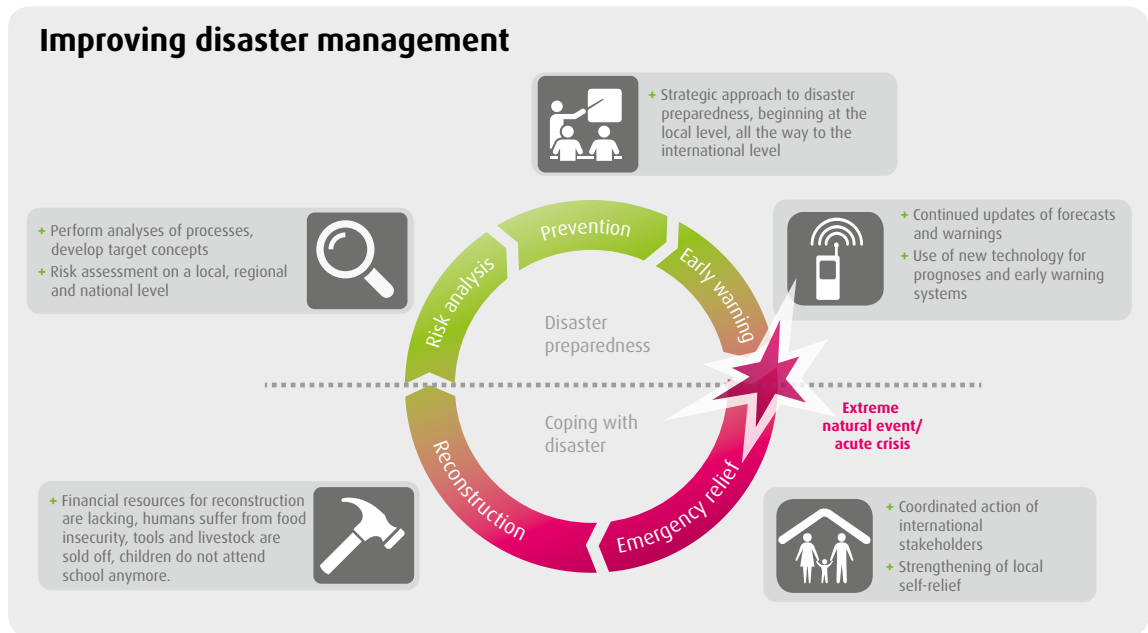 Improving disaster management
+ Strategic approach to disaster
preparedness, beginning at the
local level, all the way to the
international level
+ Perform analyses of processes,
develop target concepts
+ Risk assessment on a local, regional
and national level
+ Continued updates of forecasts
and warnings
+ Use of new technology for
prognoses and early warning
systems
Risk analysis
Prevention
Early warning
Disaster
preparedness
Coping with
disaster
Extreme
natural event/
acute crisis
Reconstruction
Emergency relief
+ Financial resources for reconstruction
are lacking, humans suffer from food
insecurity, tools and livestock are
sold off, children do not attend
school anymore.
+ Coordinated action of
international
stakeholders
+ Strengthening of local
self-relief